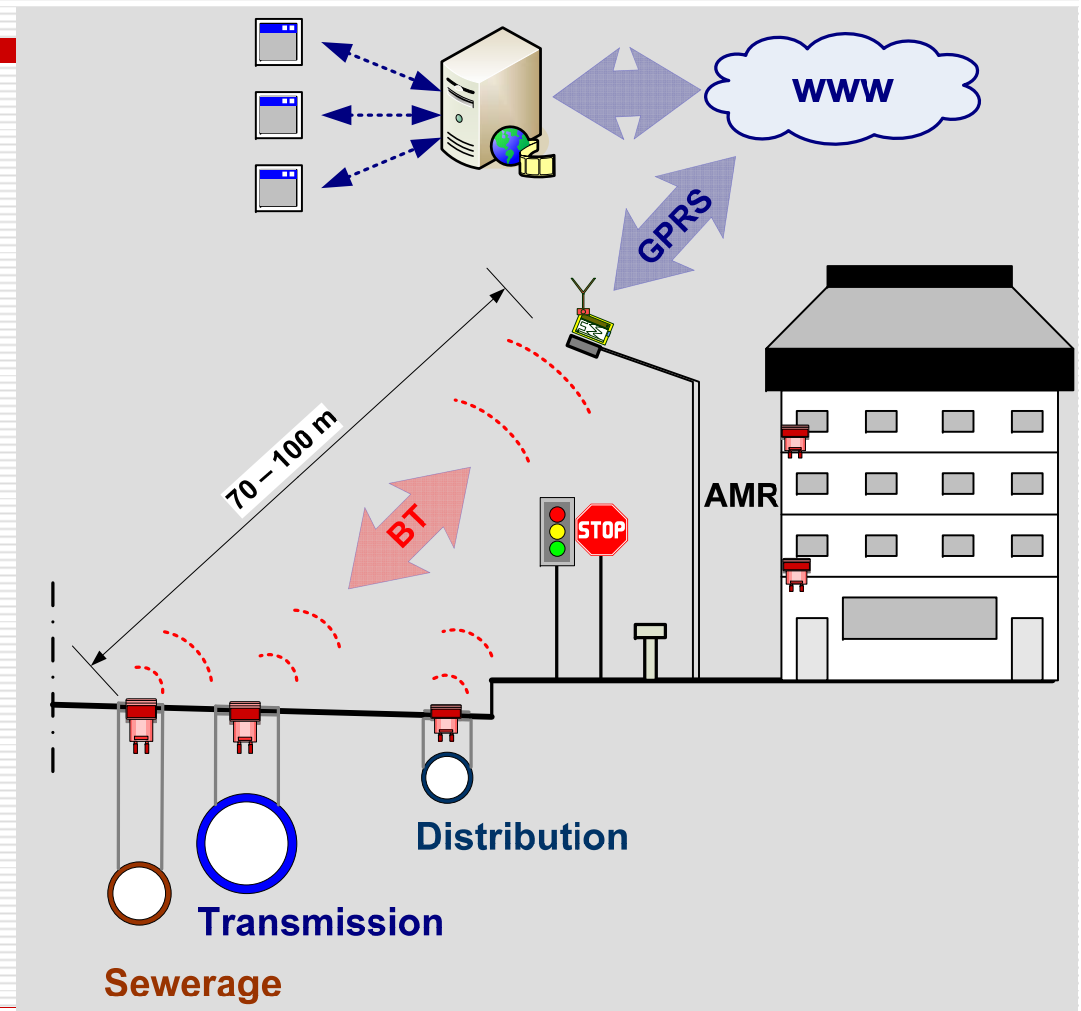 WWW
GPRS
70 – 100 m
BT
STOP
AMR
Distribution
Transmission
Sewerage